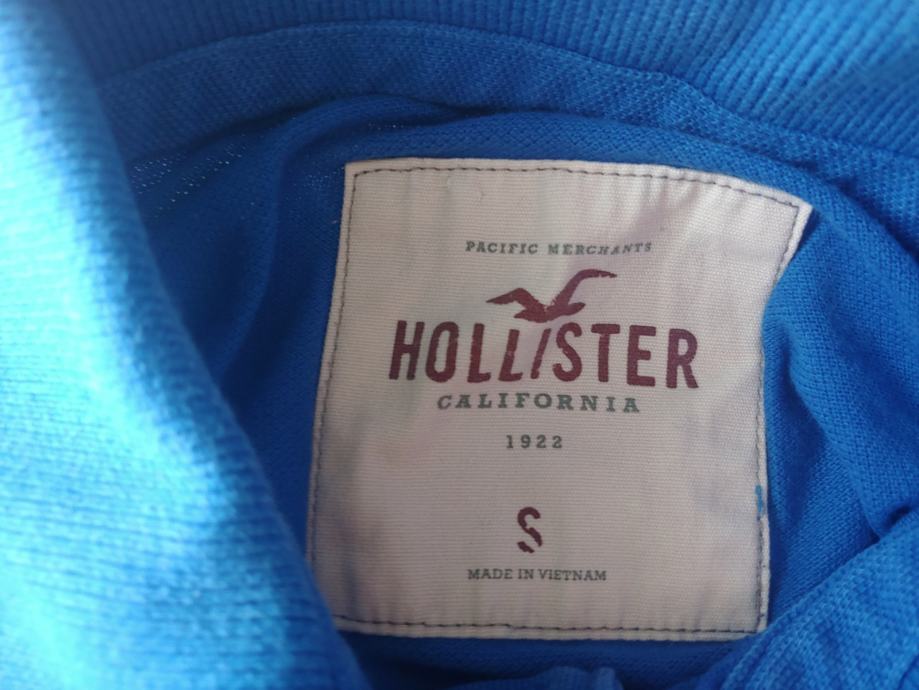 PACIFIC MERCHANTS
HOLLISTER
CALIFORNIA
1922
S
MADE IN VIETNAM